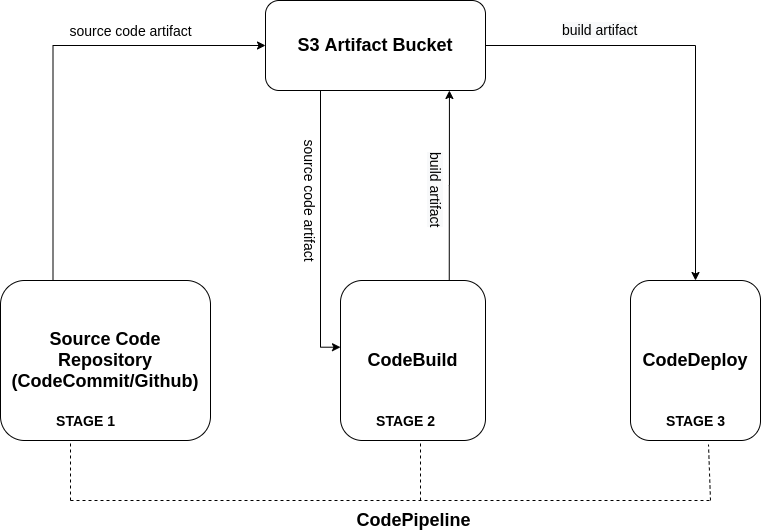 source code artifact
S3 Artifact Bucket
build artifact
source code artifact
build artifact
Source Code
Repository
(CodeCommit/Github)
STAGE 1
CodeBuild
STAGE 2
CodeDeploy
STAGE 3
CodePipeline